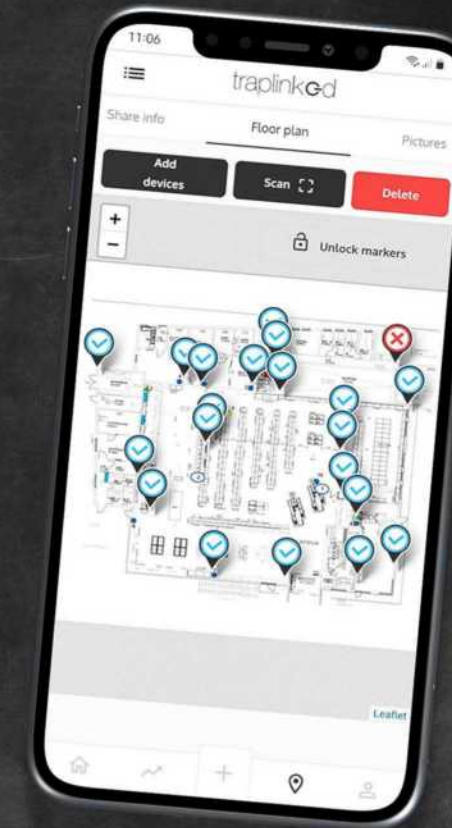 11:06
traplinked
Share info
Floor plan
Pictures
Add
devices
Scan
Delete
+
−
Unlock markers
Leaflet